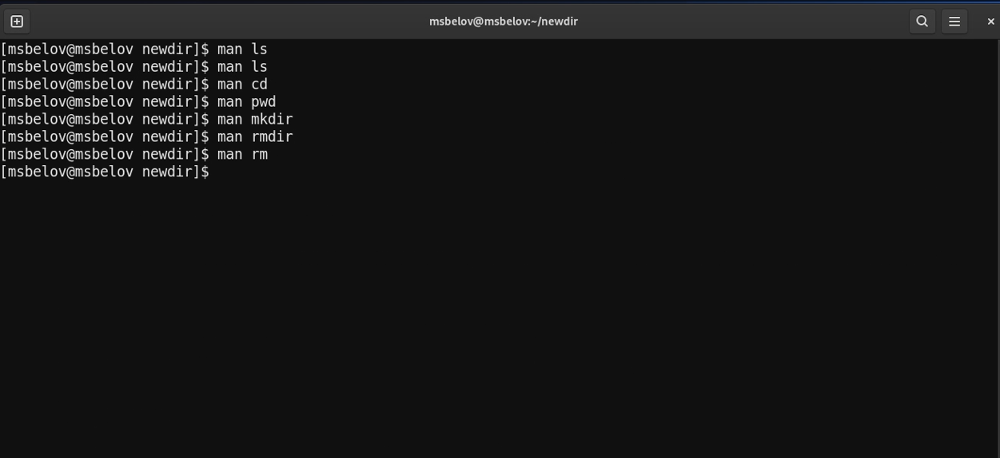 msbelov@msbelov:~/newdir
[msbelov@msbelov newdir]$ man ls
[msbelov@msbelov newdir]$ man ls
[msbelov@msbelov newdir]$ man cd
[msbelov@msbelov newdir]$ man pwd
[msbelov@msbelov newdir]$ man mkdir
[msbelov@msbelov newdir]$ man rmdir
[msbelov@msbelov newdir]$ man rm
[msbelov@msbelov newdir]$